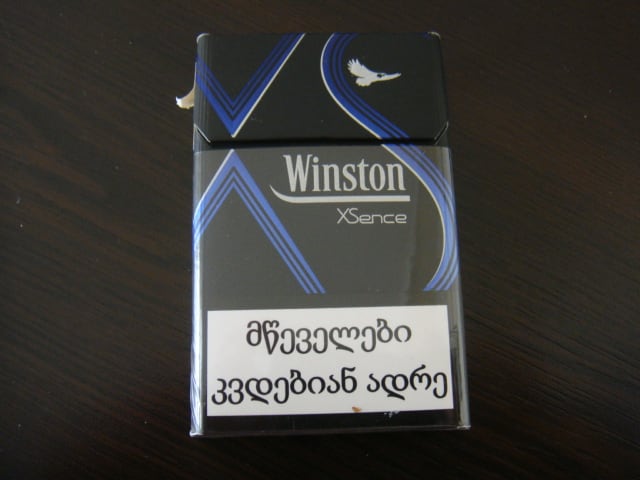 Winston
XSence
მწეველები
კვდებიან ადრე